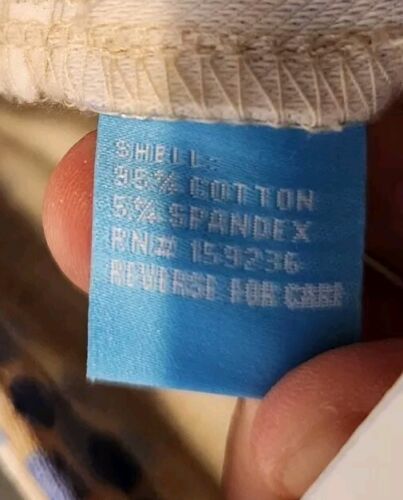 SHELL:
95% COTTON
5% SPANDEX
RN# 159236
REVERSE FOR CARE